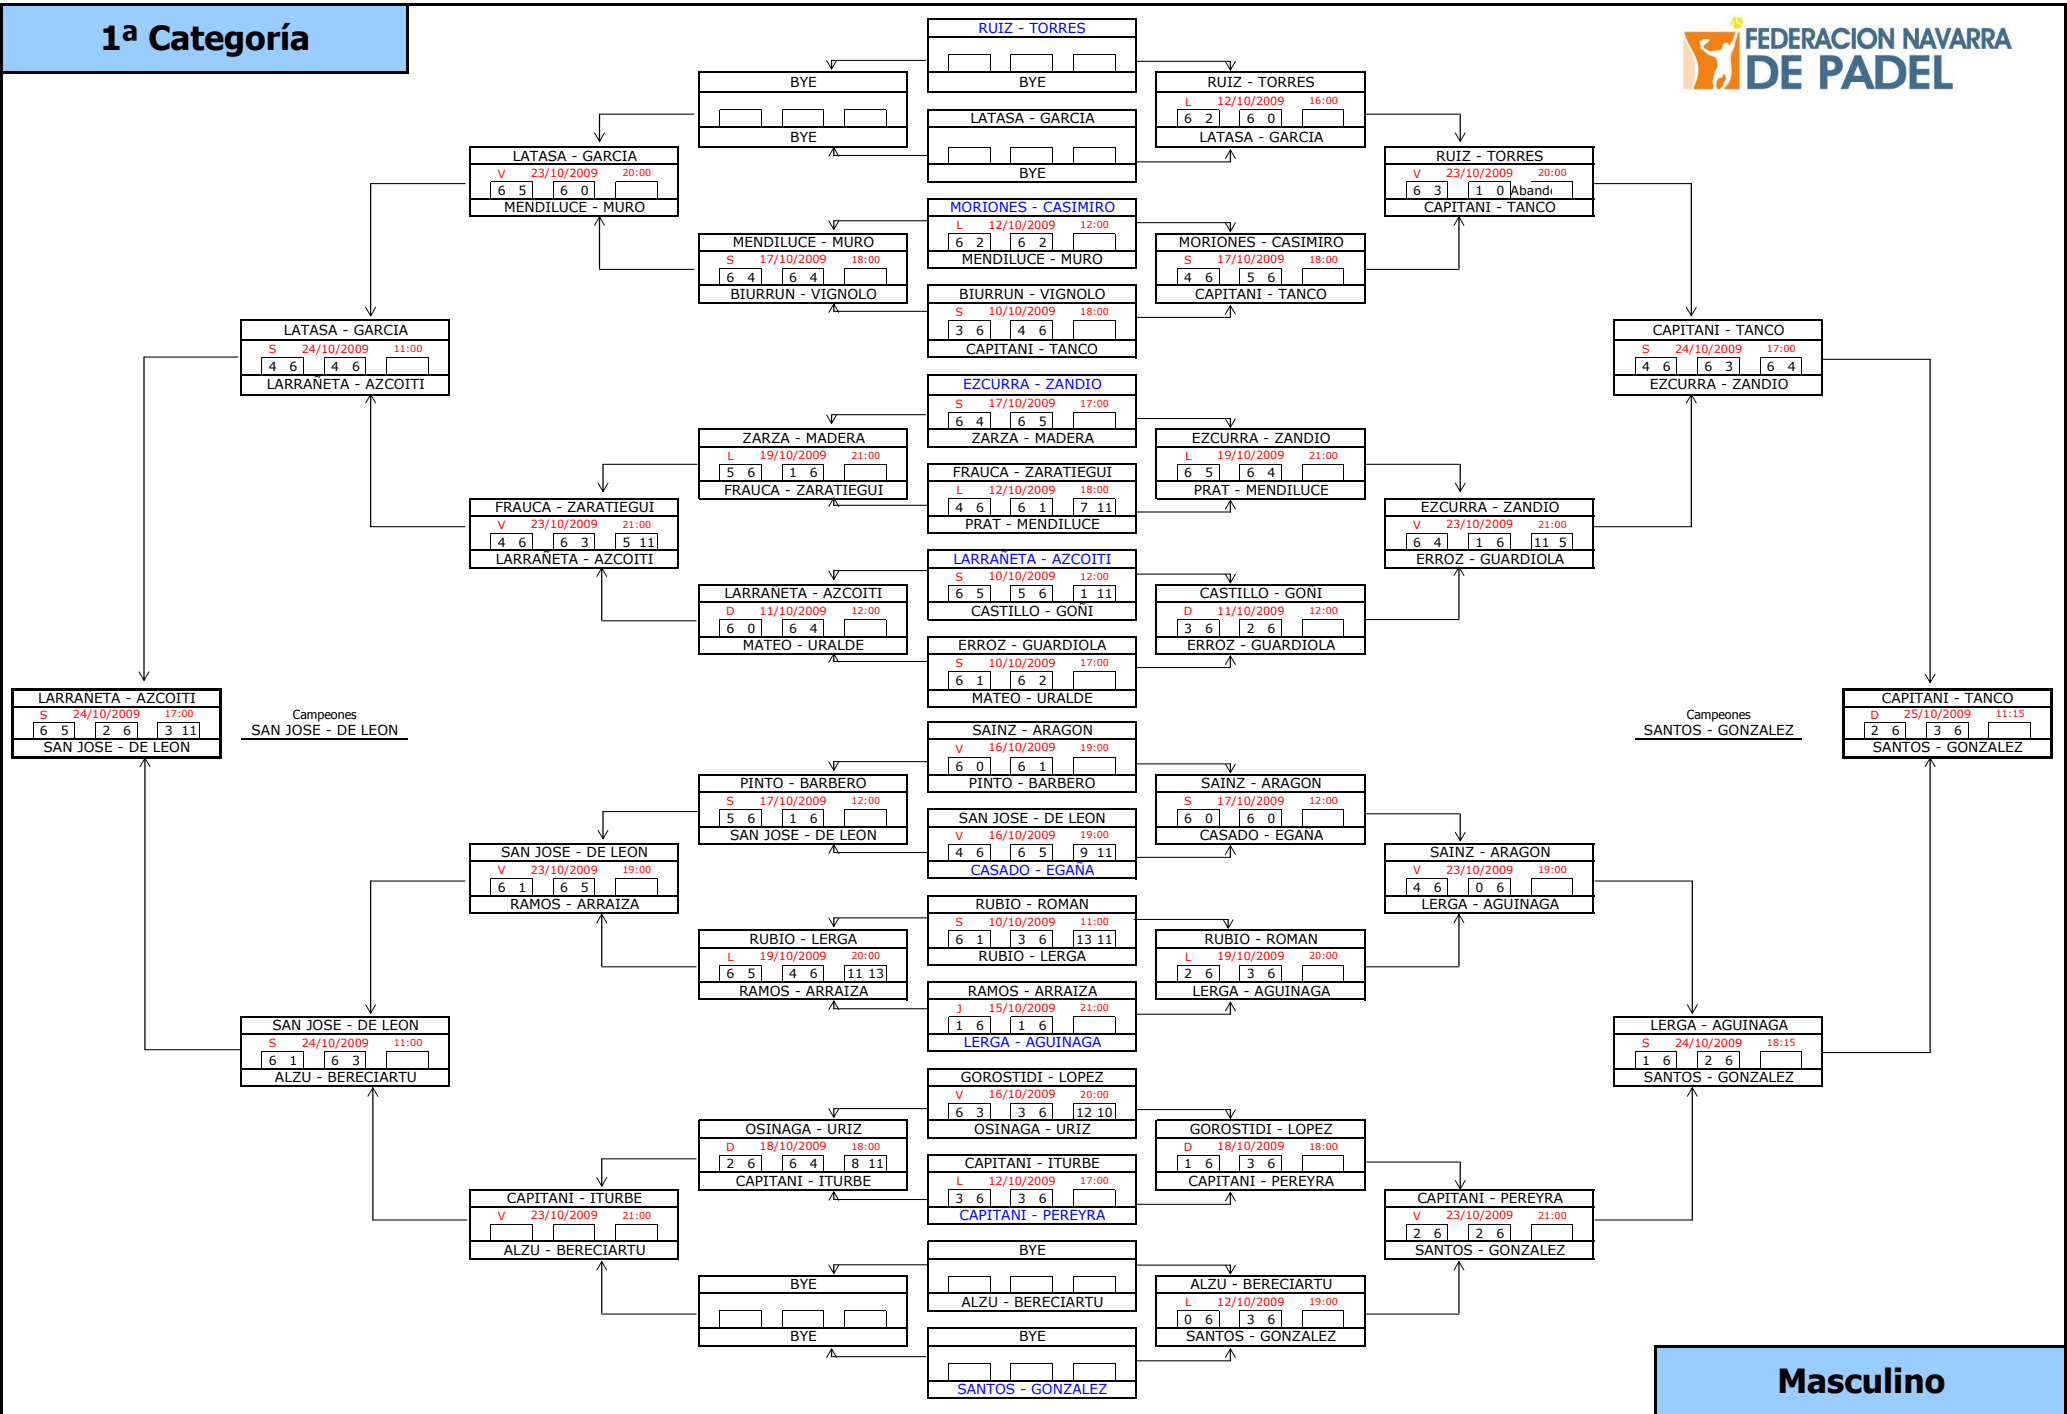 1ª Categoría
FEDERACION NAVARRA
DE PADEL
LARRAÑETA - AZCOITI
S 24/10/2009 17:00
6 5 2 6 3 11
SAN JOSE - DE LEON
Campeones
SAN JOSE - DE LEON
LATASA - GARCIA
S 24/10/2009 11:00
4 6 4 6
LARRAÑETA - AZCOITI
SAN JOSE - DE LEON
S 24/10/2009 11:00
6 1 6 3
ALZU - BERECIARTU
LATASA - GARCIA
V 23/10/2009 20:00
6 5 6 0
MENDILUCE - MURO
FRAUCA - ZARATIEGUI
V 23/10/2009 21:00
4 6 6 3 5 11
LARRAÑETA - AZCOITI
SAN JOSE - DE LEON
V 23/10/2009 19:00
6 1 6 5
RAMOS - ARRAIZA
CAPITANI - ITURBE
V 23/10/2009 21:00
ALZU - BERECIARTU
BYE
BYE
MENDILUCE - MURO
S 17/10/2009 18:00
6 4 6 4
BIURRUN - VIGNOLO
ZARZA - MADERA
L 19/10/2009 21:00
5 6 1 6
FRAUCA - ZARATIEGUI
LARRAÑETA - AZCOITI
D 11/10/2009 12:00
6 0 6 4
MATEO - URALDE
PINTO - BARBERO
S 17/10/2009 12:00
5 6 1 6
SAN JOSE - DE LEON
RUBIO - LERGA
L 19/10/2009 20:00
6 5 4 6 11 13
RAMOS - ARRAIZA
OSINAGA - URIZ
D 18/10/2009 18:00
2 6 6 4 8 11
CAPITANI - ITURBE
BYE
BYE
RUIZ - TORRES
BYE
LATASA - GARCIA
BYE
MORIONES - CASIMIRO
L 12/10/2009 12:00
6 2 6 2
MENDILUCE - MURO
BIURRUN - VIGNOLO
S 10/10/2009 18:00
3 6 4 6
CAPITANI - TANCO
EZCURRA - ZANDIO
S 17/10/2009 17:00
6 4 6 5
ZARZA - MADERA
FRAUCA - ZARATIEGUI
L 12/10/2009 18:00
4 6 6 1 7 11
PRAT - MENDILUCE
LARRAÑETA - AZCOITI
S 10/10/2009 12:00
6 5 5 6 1 11
CASTILLO - GOÑI
ERROZ - GUARDIOLA
S 10/10/2009 17:00
6 1 6 2
MATEO - URALDE
SAINZ - ARAGON
V 16/10/2009 19:00
6 0 6 1
PINTO - BARBERO
SAN JOSE - DE LEON
V 16/10/2009 19:00
4 6 6 5 9 11
CASADO - EGAÑA
RUBIO - ROMAN
S 10/10/2009 11:00
6 1 3 6 13 11
RUBIO - LERGA
RAMOS - ARRAIZA
J 15/10/2009 21:00
1 6 1 6
LERGA - AGUINAGA
GOROSTIDI - LOPEZ
V 16/10/2009 20:00
6 3 3 6 12 10
OSINAGA - URIZ
CAPITANI - ITURBE
L 12/10/2009 17:00
3 6 3 6
CAPITANI - PEREYRA
BYE
ALZU - BERECIARTU
BYE
SANTOS - GONZALEZ
RUIZ - TORRES
L 12/10/2009 16:00
6 2 6 0
LATASA - GARCIA
MORIONES - CASIMIRO
S 17/10/2009 18:00
4 6 5 6
CAPITANI - TANCO
EZCURRA - ZANDIO
L 19/10/2009 21:00
6 5 6 4
PRAT - MENDILUCE
CASTILLO - GOÑI
D 11/10/2009 12:00
3 6 2 6
ERROZ - GUARDIOLA
SAINZ - ARAGON
S 17/10/2009 12:00
6 0 6 0
CASADO - EGAÑA
RUBIO - ROMAN
L 19/10/2009 20:00
2 6 3 6
LERGA - AGUINAGA
GOROSTIDI - LOPEZ
D 18/10/2009 18:00
1 6 3 6
CAPITANI - PEREYRA
ALZU - BERECIARTU
L 12/10/2009 19:00
0 6 3 6
SANTOS - GONZALEZ
RUIZ - TORRES
V 23/10/2009 20:00
6 3 1 0 Aband
CAPITANI - TANCO
EZCURRA - ZANDIO
V 23/10/2009 21:00
6 4 1 6 11 5
ERROZ - GUARDIOLA
SAINZ - ARAGON
V 23/10/2009 19:00
4 6 0 6
LERGA - AGUINAGA
CAPITANI - PEREYRA
V 23/10/2009 21:00
2 6 2 6
SANTOS - GONZALEZ
CAPITANI - TANCO
S 24/10/2009 17:00
4 6 6 3 6 4
EZCURRA - ZANDIO
LERGA - AGUINAGA
S 24/10/2009 18:15
1 6 2 6
SANTOS - GONZALEZ
Campeones
SANTOS - GONZALEZ
CAPITANI - TANCO
D 25/10/2009 11:15
2 6 3 6
SANTOS - GONZALEZ
Masculino